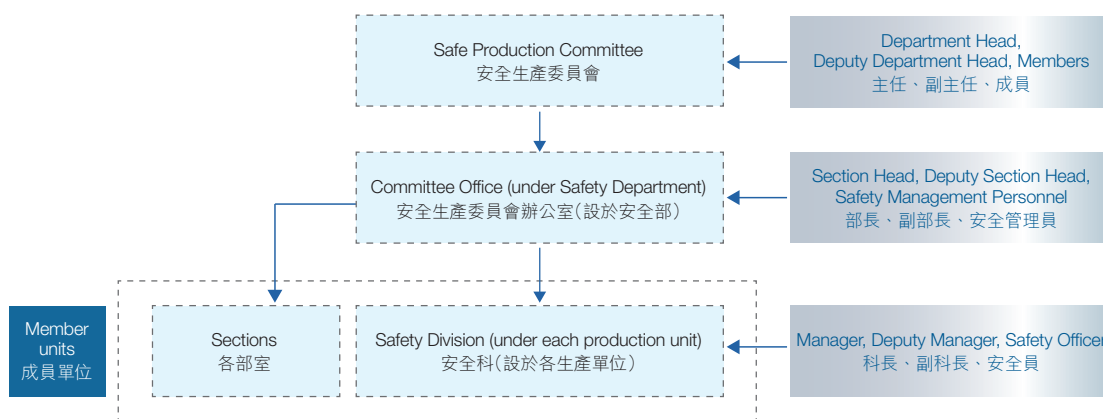 Safe Production Committee
安全生產委員會
Department Head,
Deputy Department Head, Members
主任、副主任、成員
Committee Office (under Safety Department)
安全生產委員會辦公室(設於安全部)
Section Head, Deputy Section Head,
Safety Management Personnel
部長、副部長、安全管理員
Member
units
成員單位
Sections
各部室
Safety Division (under each production unit)
安全科(設於各生產單位)
Manager, Deputy Manager, Safety Officer
科長、副科長、安全員